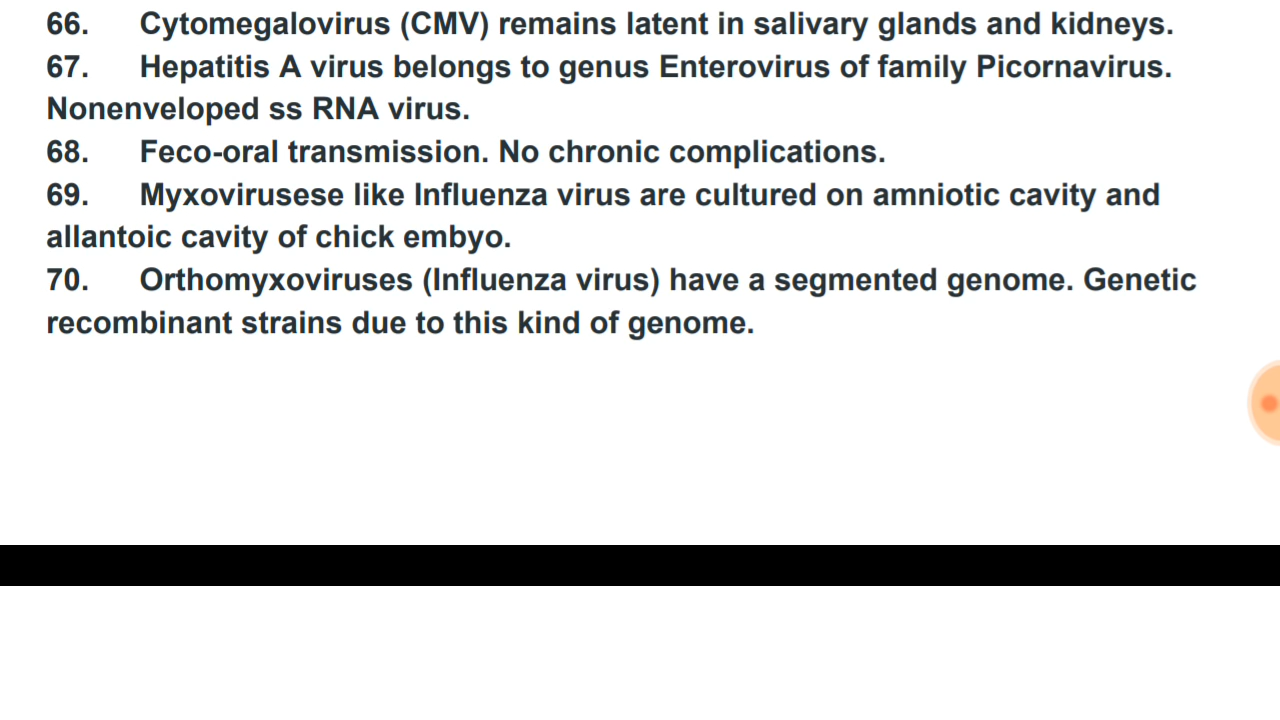 66. Cytomegalovirus (CMV) remains latent in salivary glands and kidneys.
67. Hepatitis A virus belongs to genus Enterovirus of family Picornavirus.
Nonenveloped ss RNA virus.
68. Feco-oral transmission. No chronic complications.
69. Myxovirusese like Influenza virus are cultured on amniotic cavity and
allantoic cavity of chick embyo.
70. Orthomyxoviruses (Influenza virus) have a segmented genome. Genetic
recombinant strains due to this kind of genome.